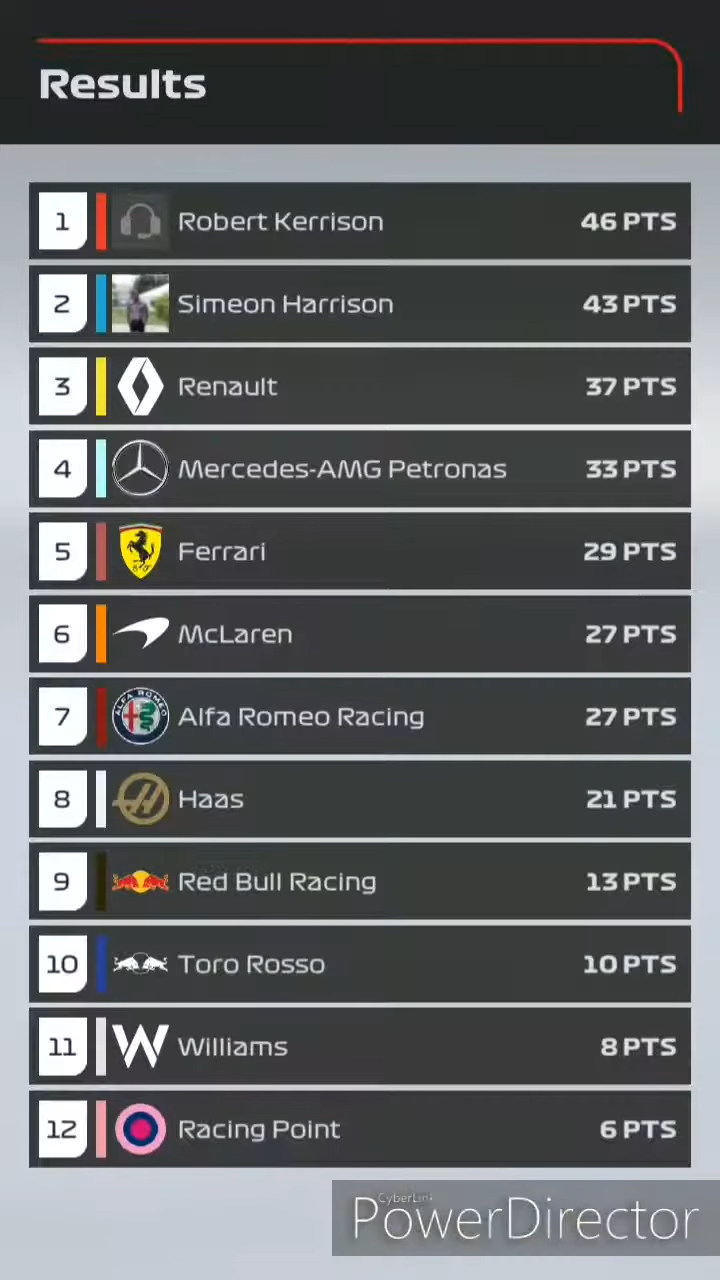 Results
1 Robert Kerrison 46 PTS
2 Simeon Harrison 43 PTS
3 Renault 37 PTS
4 Mercedes-AMG Petronas 33 PTS
5 Ferrari 29 PTS
6 McLaren 27 PTS
7 ALFA ROMEO Alfa Romeo Racing 27 PTS
8 Haas 21 PTS
9 Red Bull Racing 13 PTS
10 Toro Rosso 10 PTS
11 Williams 8 PTS
12 Racing Point 6 PTS
CyberLink
PowerDirector